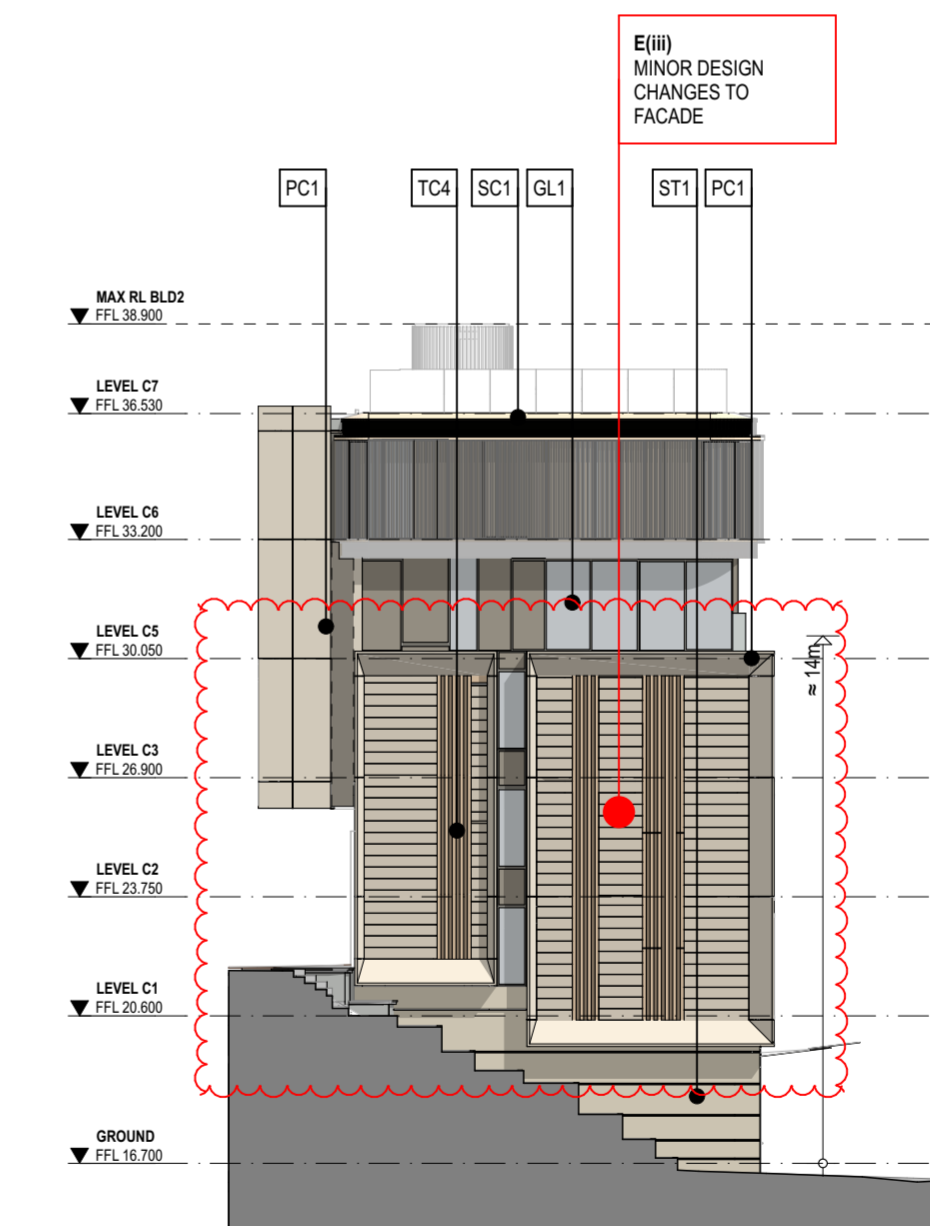 E(iii)
MINOR DESIGN
CHANGES TO
FACADE
PC1
TC4
SC1
GL1
ST1
PC1
MAX RL BLD2
FFL 38.900
LEVEL C7
FFL 36.530
LEVEL C6
FFL 33.200
LEVEL C5
FFL 30.050
≈ 14m
LEVEL C3
FFL 26.900
LEVEL C2
FFL 23.750
LEVEL C1
FFL 20.600
GROUND
FFL 16.700